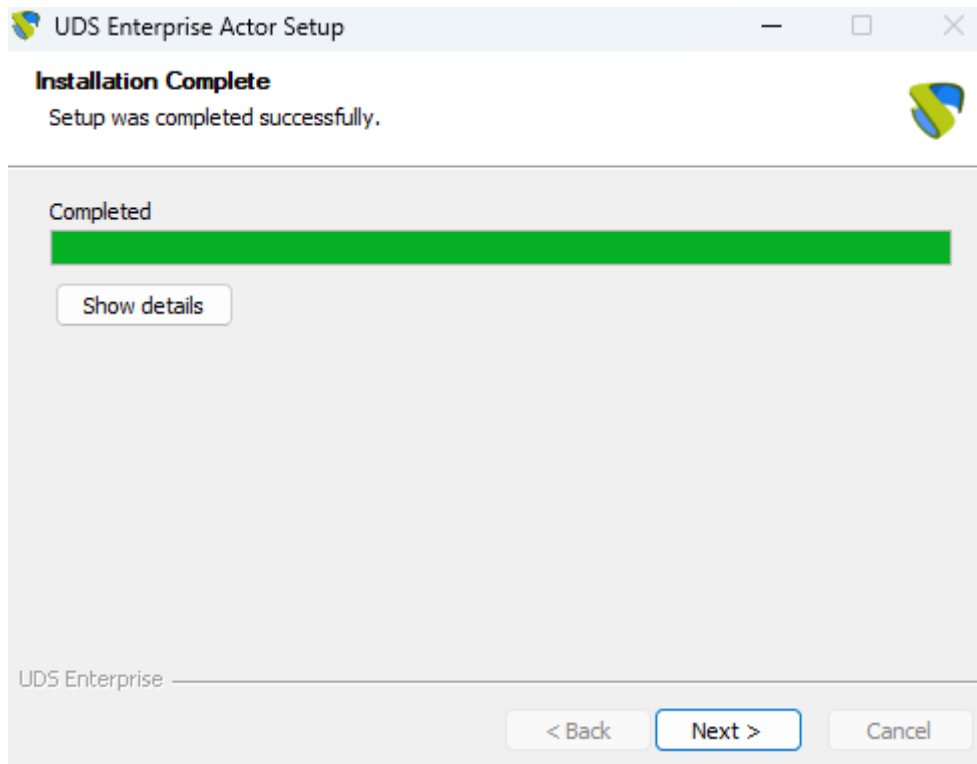 UDS Enterprise Actor Setup
Installation Complete
Setup was completed successfully.
Completed
Show details
UDS Enterprise
< Back Next > Cancel